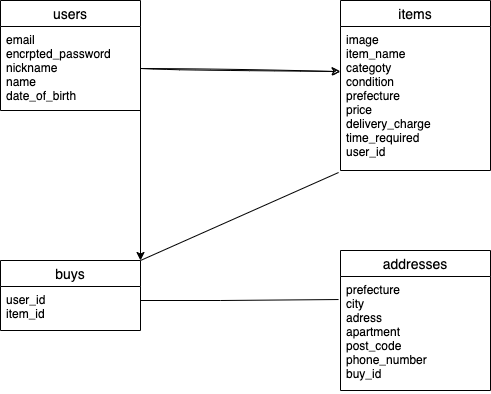 users
email
encrpted_password
nickname
name
date_of_birth
items
image
item_name
categoty
condition
prefecture
price
delivery_charge
time_required
user_id
buys
user_id
item_id
addresses
prefecture
city
adress
apartment
post_code
phone_number
buy_id